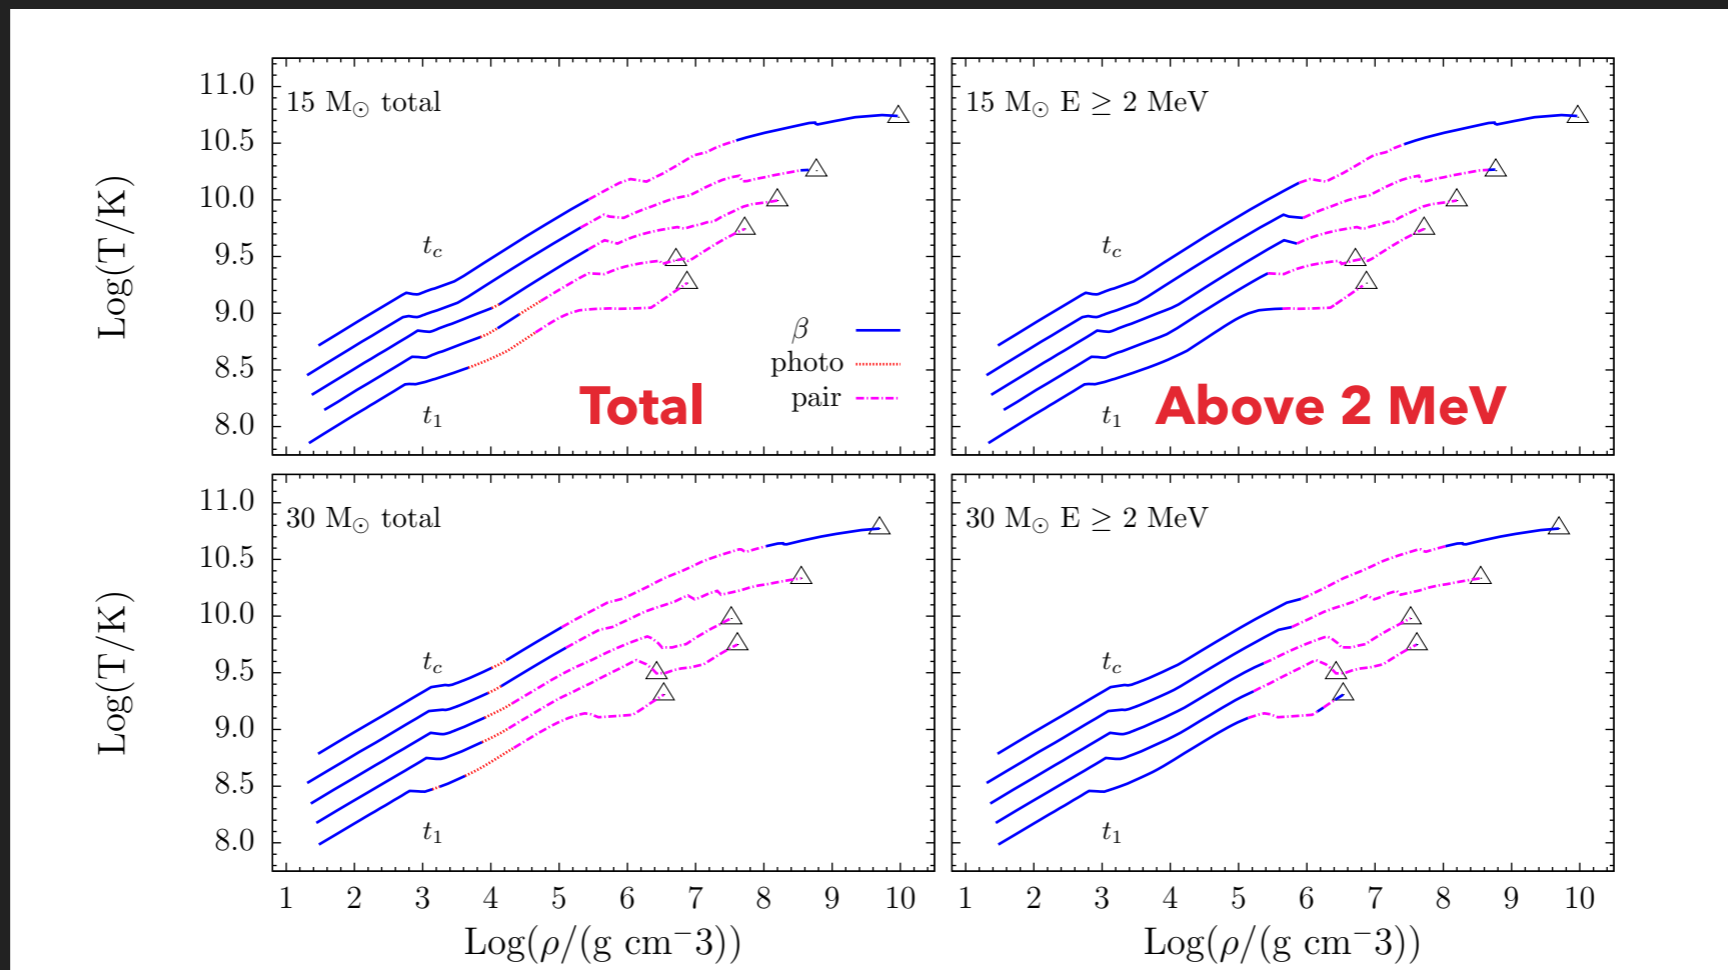 15 M⊙ total
15 M⊙ E ≥ 2 MeV
11.0
10.5
10.0
9.5
9.0
8.5
8.0
Log(T/K)
t_c
t_1
β
photo
pair
Total
t_c
t_1
Above 2 MeV
30 M⊙ total
30 M⊙ E ≥ 2 MeV
11.0
10.5
10.0
9.5
9.0
8.5
8.0
Log(T/K)
t_c
t_1
t_c
t_1
1 2 3 4 5 6 7 8 9 10
1 2 3 4 5 6 7 8 9 10
Log(ρ/(g cm⁻3))
Log(ρ/(g cm⁻3))